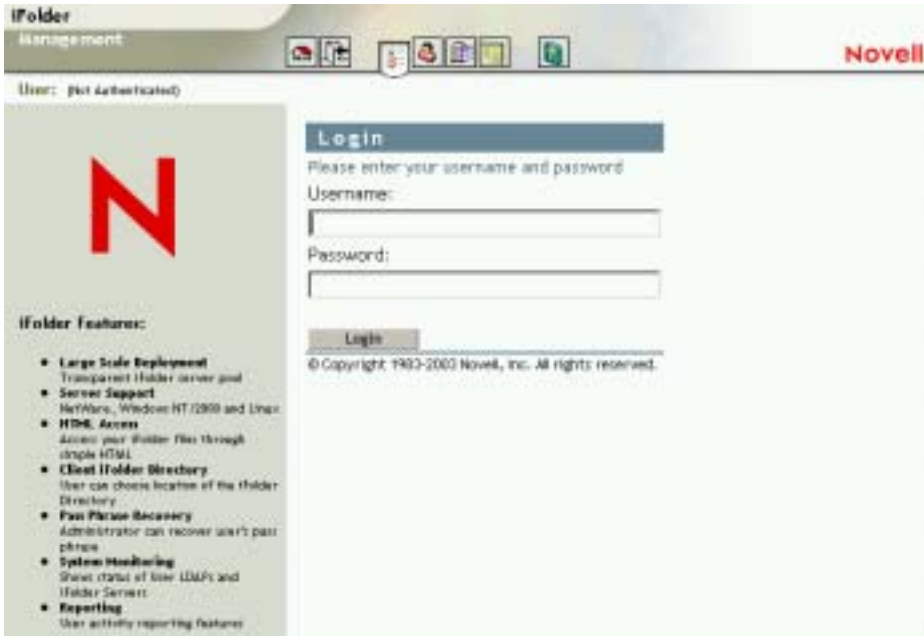 iFolder
Management
Novell
User: (Not Authenticated)
Login
Please enter your username and password
Username:
Password:
Login
© Copyright 1983-2003 Novell, Inc. All rights reserved.
N
iFolder Features:
Large Scale Deployment
Transparent iFolder server pool
Server Support
NetWare, Windows NT/2000 and Linux
HTML Access
Access your iFolder files through
simple HTML
Client iFolder Directory
User can choose location of the iFolder
Directory
Pass Phrase Recovery
Administrator can recover user's pass
phrase
System Monitoring
Shows status of User LDAPs and
iFolder Servers
Reporting
User activity reporting features